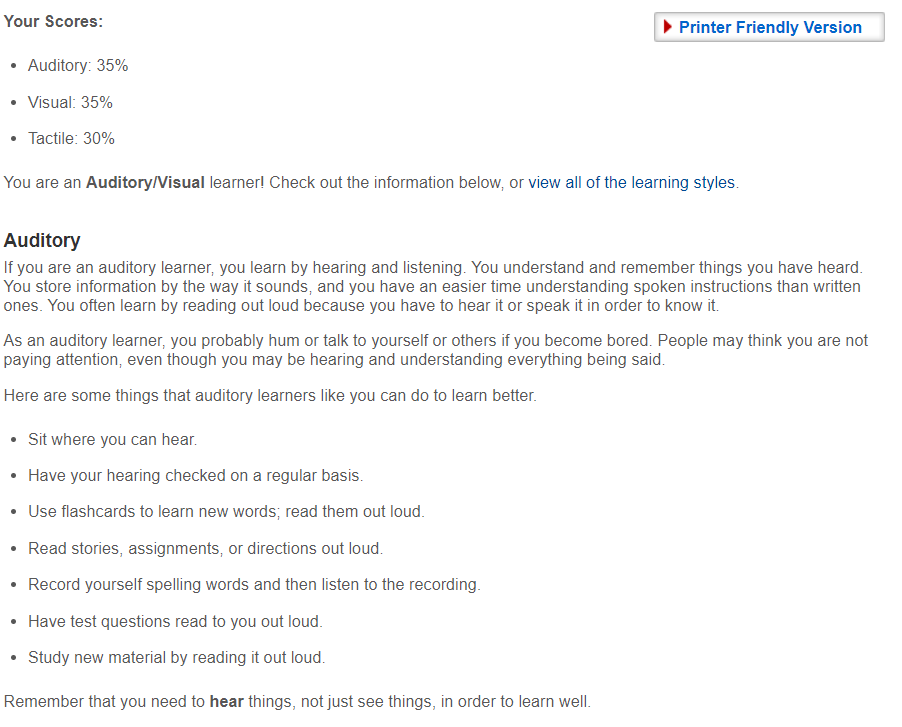 Your Scores:
Printer Friendly Version
• Auditory: 35%
• Visual: 35%
• Tactile: 30%
You are an Auditory/Visual learner! Check out the information below, or view all of the learning styles.
Auditory
If you are an auditory learner, you learn by hearing and listening. You understand and remember things you have heard.
You store information by the way it sounds, and you have an easier time understanding spoken instructions than written
ones. You often learn by reading out loud because you have to hear it or speak it in order to know it.
As an auditory learner, you probably hum or talk to yourself or others if you become bored. People may think you are not
paying attention, even though you may be hearing and understanding everything being said.
Here are some things that auditory learners like you can do to learn better.
• Sit where you can hear.
• Have your hearing checked on a regular basis.
• Use flashcards to learn new words; read them out loud.
• Read stories, assignments, or directions out loud.
• Record yourself spelling words and then listen to the recording.
• Have test questions read to you out loud.
• Study new material by reading it out loud.
Remember that you need to hear things, not just see things, in order to learn well.